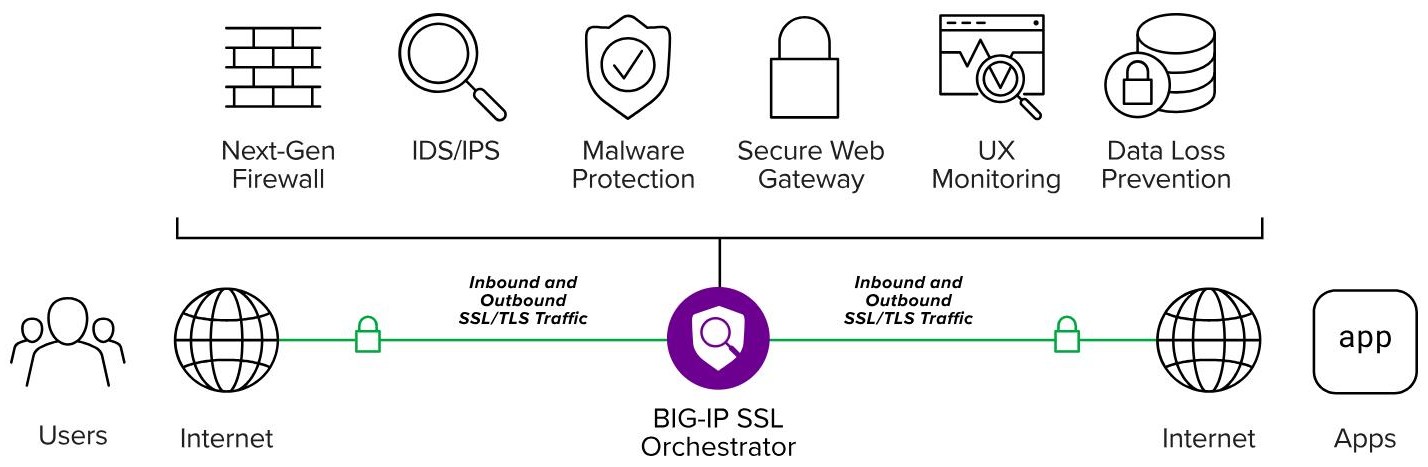 Next-Gen
Firewall
IDS/IPS
Malware
Protection
Secure Web
Gateway
UX
Monitoring
Data Loss
Prevention
Inbound and
Outbound
SSL/TLS Traffic
Inbound and
Outbound
SSL/TLS Traffic
app
Users
Internet
BIG-IP SSL
Orchestrator
Internet
Apps